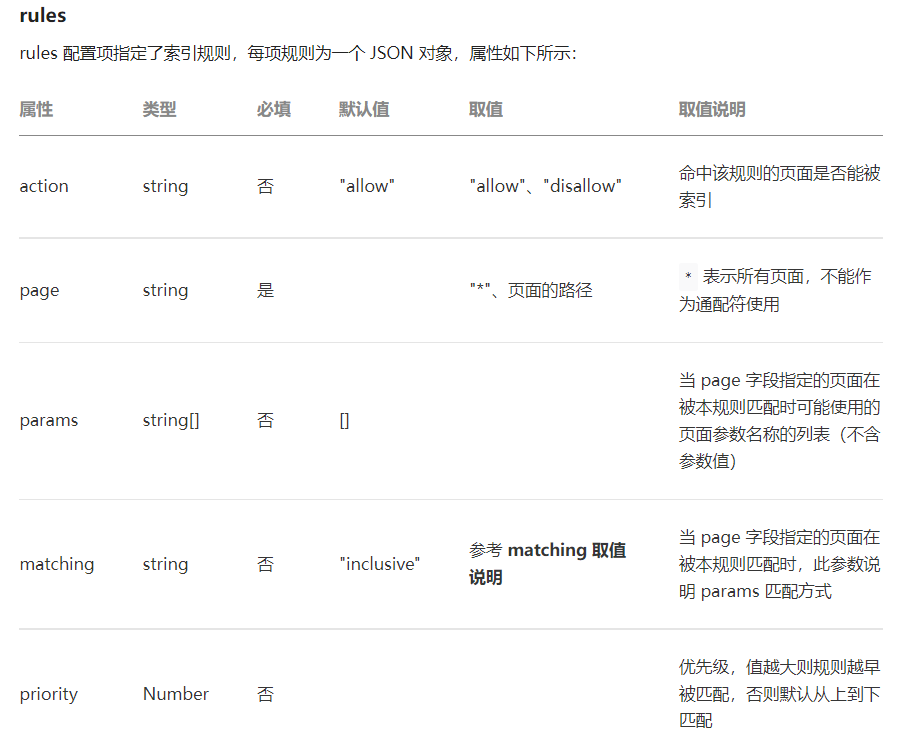 rules
rules 配置项指定了索引规则，每项规则为一个 JSON 对象，属性如下所示：
属性 类型 必填 默认值 取值 取值说明
action string 否 "allow" "allow"、"disallow" 命中该规则的页面是否能被
索引
page string 是 "*"、页面的路径 * 表示所有页面，不能作
为通配符使用
params string[] 否 [] 当 page 字段指定的页面在
被本规则匹配时可能使用的
页面参数名称的列表（不含
参数值）
matching string 否 "inclusive" 参考 matching 取值
说明 当 page 字段指定的页面在
被本规则匹配时，此参数说
明 params 匹配方式
priority Number 否 优先级，值越大则规则越早
被匹配，否则默认从上到下
匹配